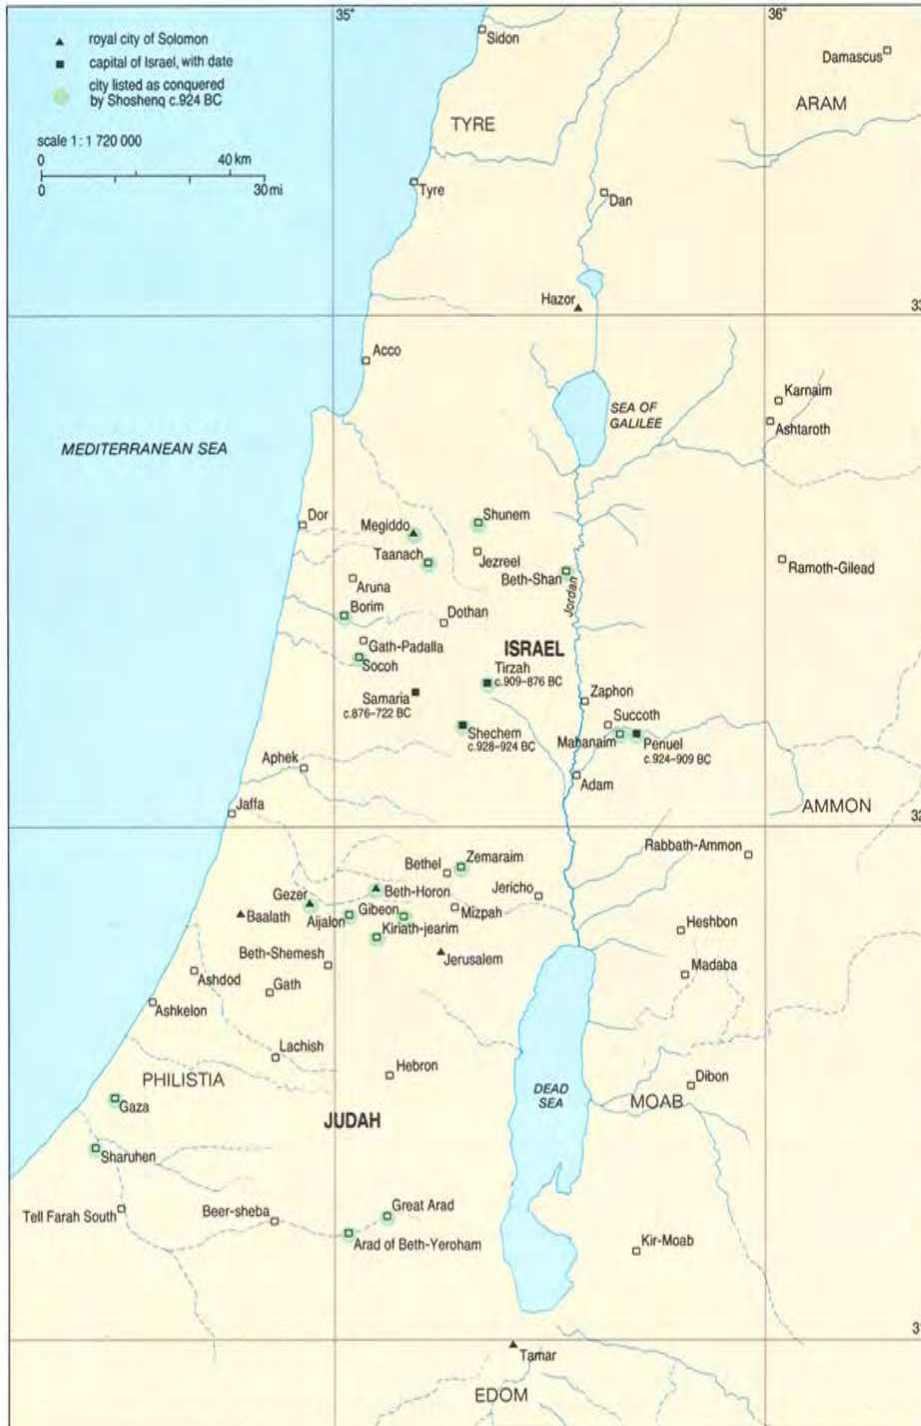 35°
36°
▲ royal city of Solomon
■ capital of Israel, with date
city listed as conquered
by Shoshenq c.924 BC
scale 1 : 1 720 000
0 40 km
0 30 mi
Sidon
Damascus
ARAM
TYRE
Tyre
Dan
Hazor
33
Acco
SEA OF
GALILEE
Karnaim
Ashtaroth
MEDITERRANEAN SEA
Dor
Megiddo
Shunem
Taanach
Jezreel
Beth-Shan
Ramoth-Gilead
Aruna
Jordan
Borim
Dothan
Gath-Padalla
ISRAEL
Socoh
Tirzah
c.909–876 BC
Samaria
c.876–722 BC
Zaphon
Succoth
Shechem
c.928–924 BC
Mahanaim
Penuel
c.924–909 BC
Aphek
Adam
Jaffa
AMMON
32
Rabbath-Ammon
Bethel
Zemaraim
Beth-Horon
Jericho
Gezer
Baalath
Aijalon
Gibeon
Mizpah
Kiriath-jearim
Heshbon
Beth-Shemesh
Jerusalem
Ashdod
Madaba
Gath
Ashkelon
Lachish
Hebron
PHILISTIA
DEAD
SEA
Dibon
MOAB
Gaza
JUDAH
Sharuhen
Great Arad
Tell Farah South
Beer-sheba
Arad of Beth-Yeroham
Kir-Moab
31
Tamar
EDOM